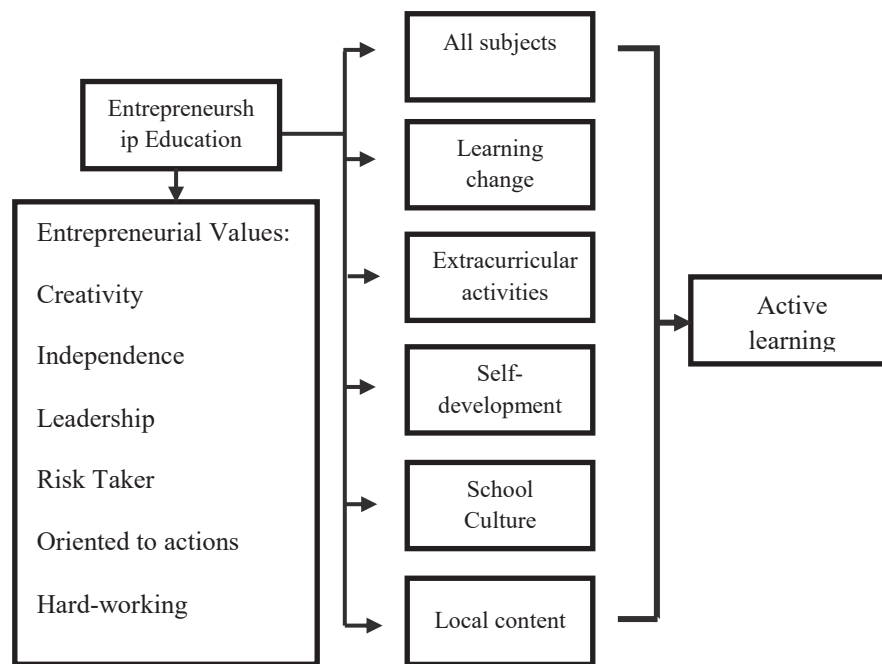 Entrepreneursh
ip Education
Entrepreneurial Values:
Creativity
Independence
Leadership
Risk Taker
Oriented to actions
Hard-working
All subjects
Learning
change
Extracurricular
activities
Self-
development
School
Culture
Local content
Active
learning